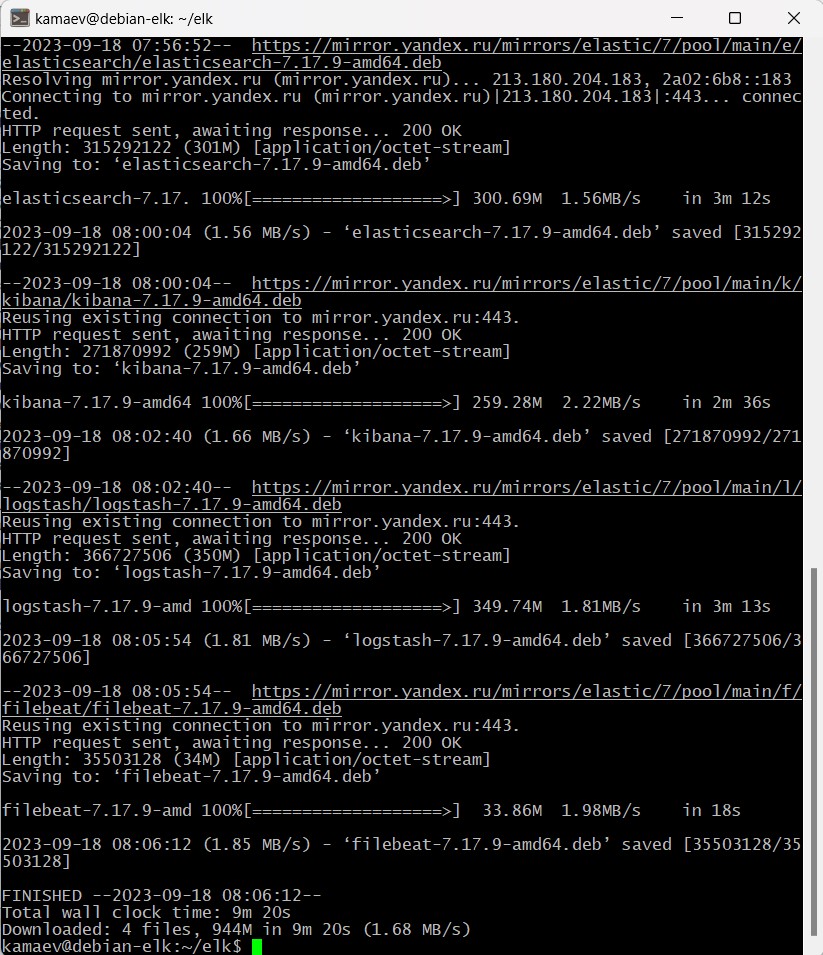 kamaev@debian-elk: ~/elk
--2023-09-18 07:56:52--  https://mirror.yandex.ru/mirrors/elastic/7/pool/main/e/
elasticsearch/elasticsearch-7.17.9-amd64.deb
Resolving mirror.yandex.ru (mirror.yandex.ru)... 213.180.204.183, 2a02:6b8::183
Connecting to mirror.yandex.ru (mirror.yandex.ru)|213.180.204.183|:443... connec
ted.
HTTP request sent, awaiting response... 200 OK
Length: 315292122 (301M) [application/octet-stream]
Saving to: ‘elasticsearch-7.17.9-amd64.deb’
elasticsearch-7.17. 100%[===================>] 300.69M  1.56MB/s    in 3m 12s
2023-09-18 08:00:04 (1.56 MB/s) - ‘elasticsearch-7.17.9-amd64.deb’ saved [315292
122/315292122]
--2023-09-18 08:00:04--  https://mirror.yandex.ru/mirrors/elastic/7/pool/main/k/
kibana/kibana-7.17.9-amd64.deb
Reusing existing connection to mirror.yandex.ru:443.
HTTP request sent, awaiting response... 200 OK
Length: 271870992 (259M) [application/octet-stream]
Saving to: ‘kibana-7.17.9-amd64.deb’
kibana-7.17.9-amd64 100%[===================>] 259.28M  2.22MB/s    in 2m 36s
2023-09-18 08:02:40 (1.66 MB/s) - ‘kibana-7.17.9-amd64.deb’ saved [271870992/271
870992]
--2023-09-18 08:02:40--  https://mirror.yandex.ru/mirrors/elastic/7/pool/main/l/
logstash/logstash-7.17.9-amd64.deb
Reusing existing connection to mirror.yandex.ru:443.
HTTP request sent, awaiting response... 200 OK
Length: 366727506 (350M) [application/octet-stream]
Saving to: ‘logstash-7.17.9-amd64.deb’
logstash-7.17.9-amd 100%[===================>] 349.74M  1.81MB/s    in 3m 13s
2023-09-18 08:05:54 (1.81 MB/s) - ‘logstash-7.17.9-amd64.deb’ saved [366727506/3
66727506]
--2023-09-18 08:05:54--  https://mirror.yandex.ru/mirrors/elastic/7/pool/main/f/
filebeat/filebeat-7.17.9-amd64.deb
Reusing existing connection to mirror.yandex.ru:443.
HTTP request sent, awaiting response... 200 OK
Length: 35503128 (34M) [application/octet-stream]
Saving to: ‘filebeat-7.17.9-amd64.deb’
filebeat-7.17.9-amd 100%[===================>]  33.86M  1.98MB/s    in 18s
2023-09-18 08:06:12 (1.85 MB/s) - ‘filebeat-7.17.9-amd64.deb’ saved [35503128/35
503128]
FINISHED --2023-09-18 08:06:12--
Total wall clock time: 9m 20s
Downloaded: 4 files, 944M in 9m 20s (1.68 MB/s)
kamaev@debian-elk:~/elk$